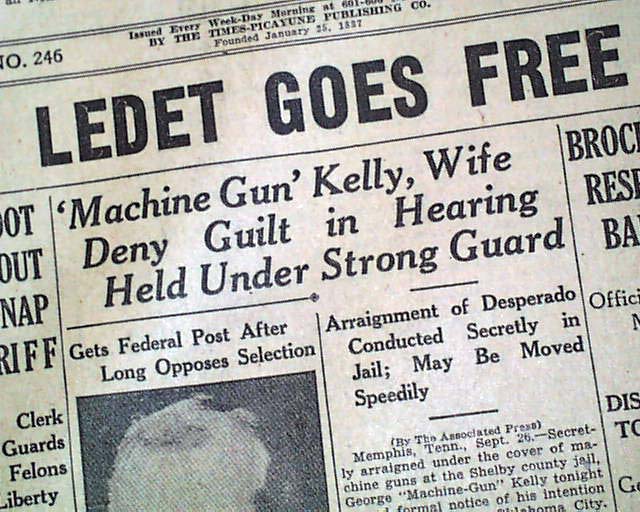 Issued Every Week-Day Morning at 601-
BY THE TIMES-PICAYUNE PUBLISHING CO.
Founded January 25, 1837
NO. 246
LEDET GOES FREE
OOT
OUT
NAP
RIFF
Clerk
Guards
Felons
Liberty
'Machine Gun' Kelly, Wife
Deny Guilt in Hearing
Held Under Strong Guard
Gets Federal Post After
Long Opposes Selection
Arraignment of Desperado
Conducted Secretly in
Jail; May Be Moved
Speedily
(By The Associated Press)
Memphis, Tenn., Sept. 26.—Secret-
ly arraigned under the cover of ma-
chine guns at the Shelby county jail,
George "Machine-Gun" Kelly tonight
formal notice of his intention
Oklahoma City.
BROC
RES
BA
Offici
DIS
TO